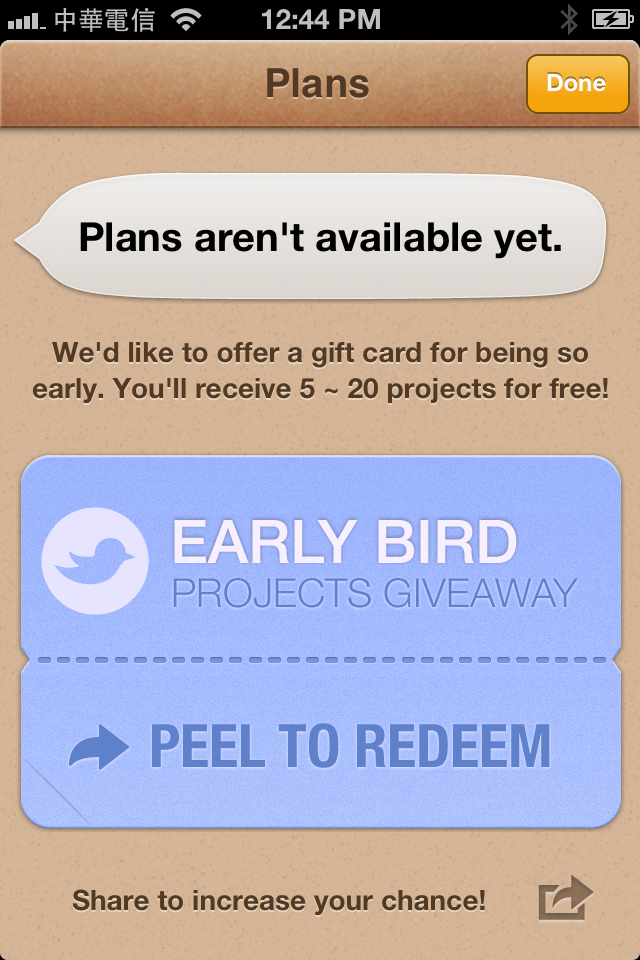 中華電信 12:44 PM
Plans
Done
Plans aren't available yet.
We'd like to offer a gift card for being so
early. You'll receive 5 ~ 20 projects for free!
EARLY BIRD
PROJECTS GIVEAWAY
PEEL TO REDEEM
Share to increase your chance!